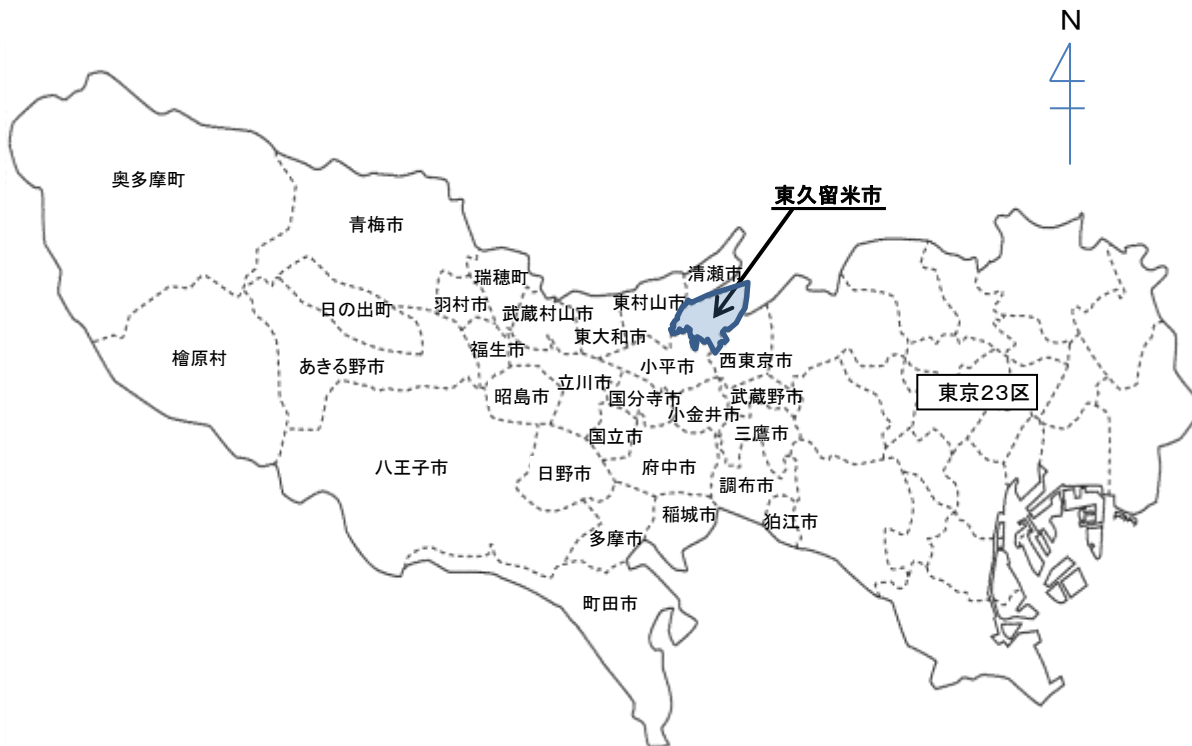 N
奥多摩町
東久留米市
青梅市
清瀬市
瑞穂町
羽村市
日の出町
武蔵村山市
東村山市
東大和市
檜原村
あきる野市
福生市
小平市
西東京市
昭島市
立川市
国分寺市
武蔵野市
東京23区
小金井市
国立市
三鷹市
八王子市
日野市
府中市
調布市
稲城市
狛江市
多摩市
町田市